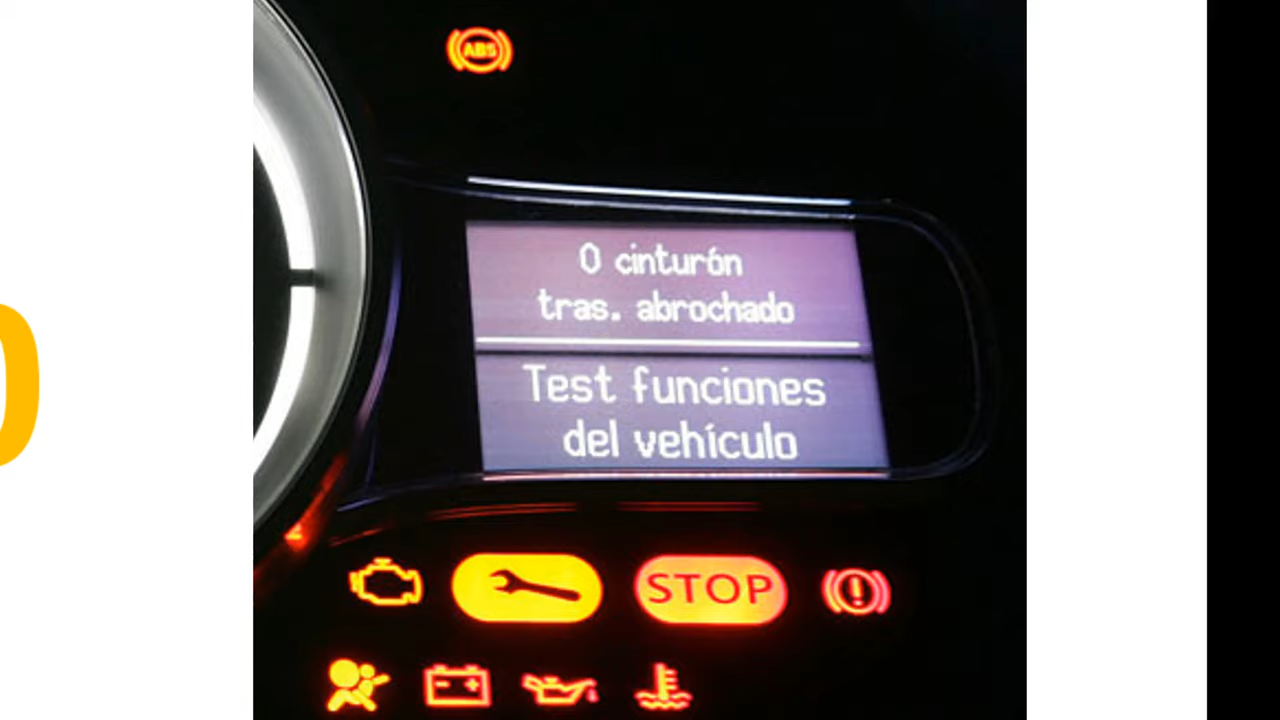 ABS
0 cinturón
tras. abrochado
Test funciones
del vehículo
STOP